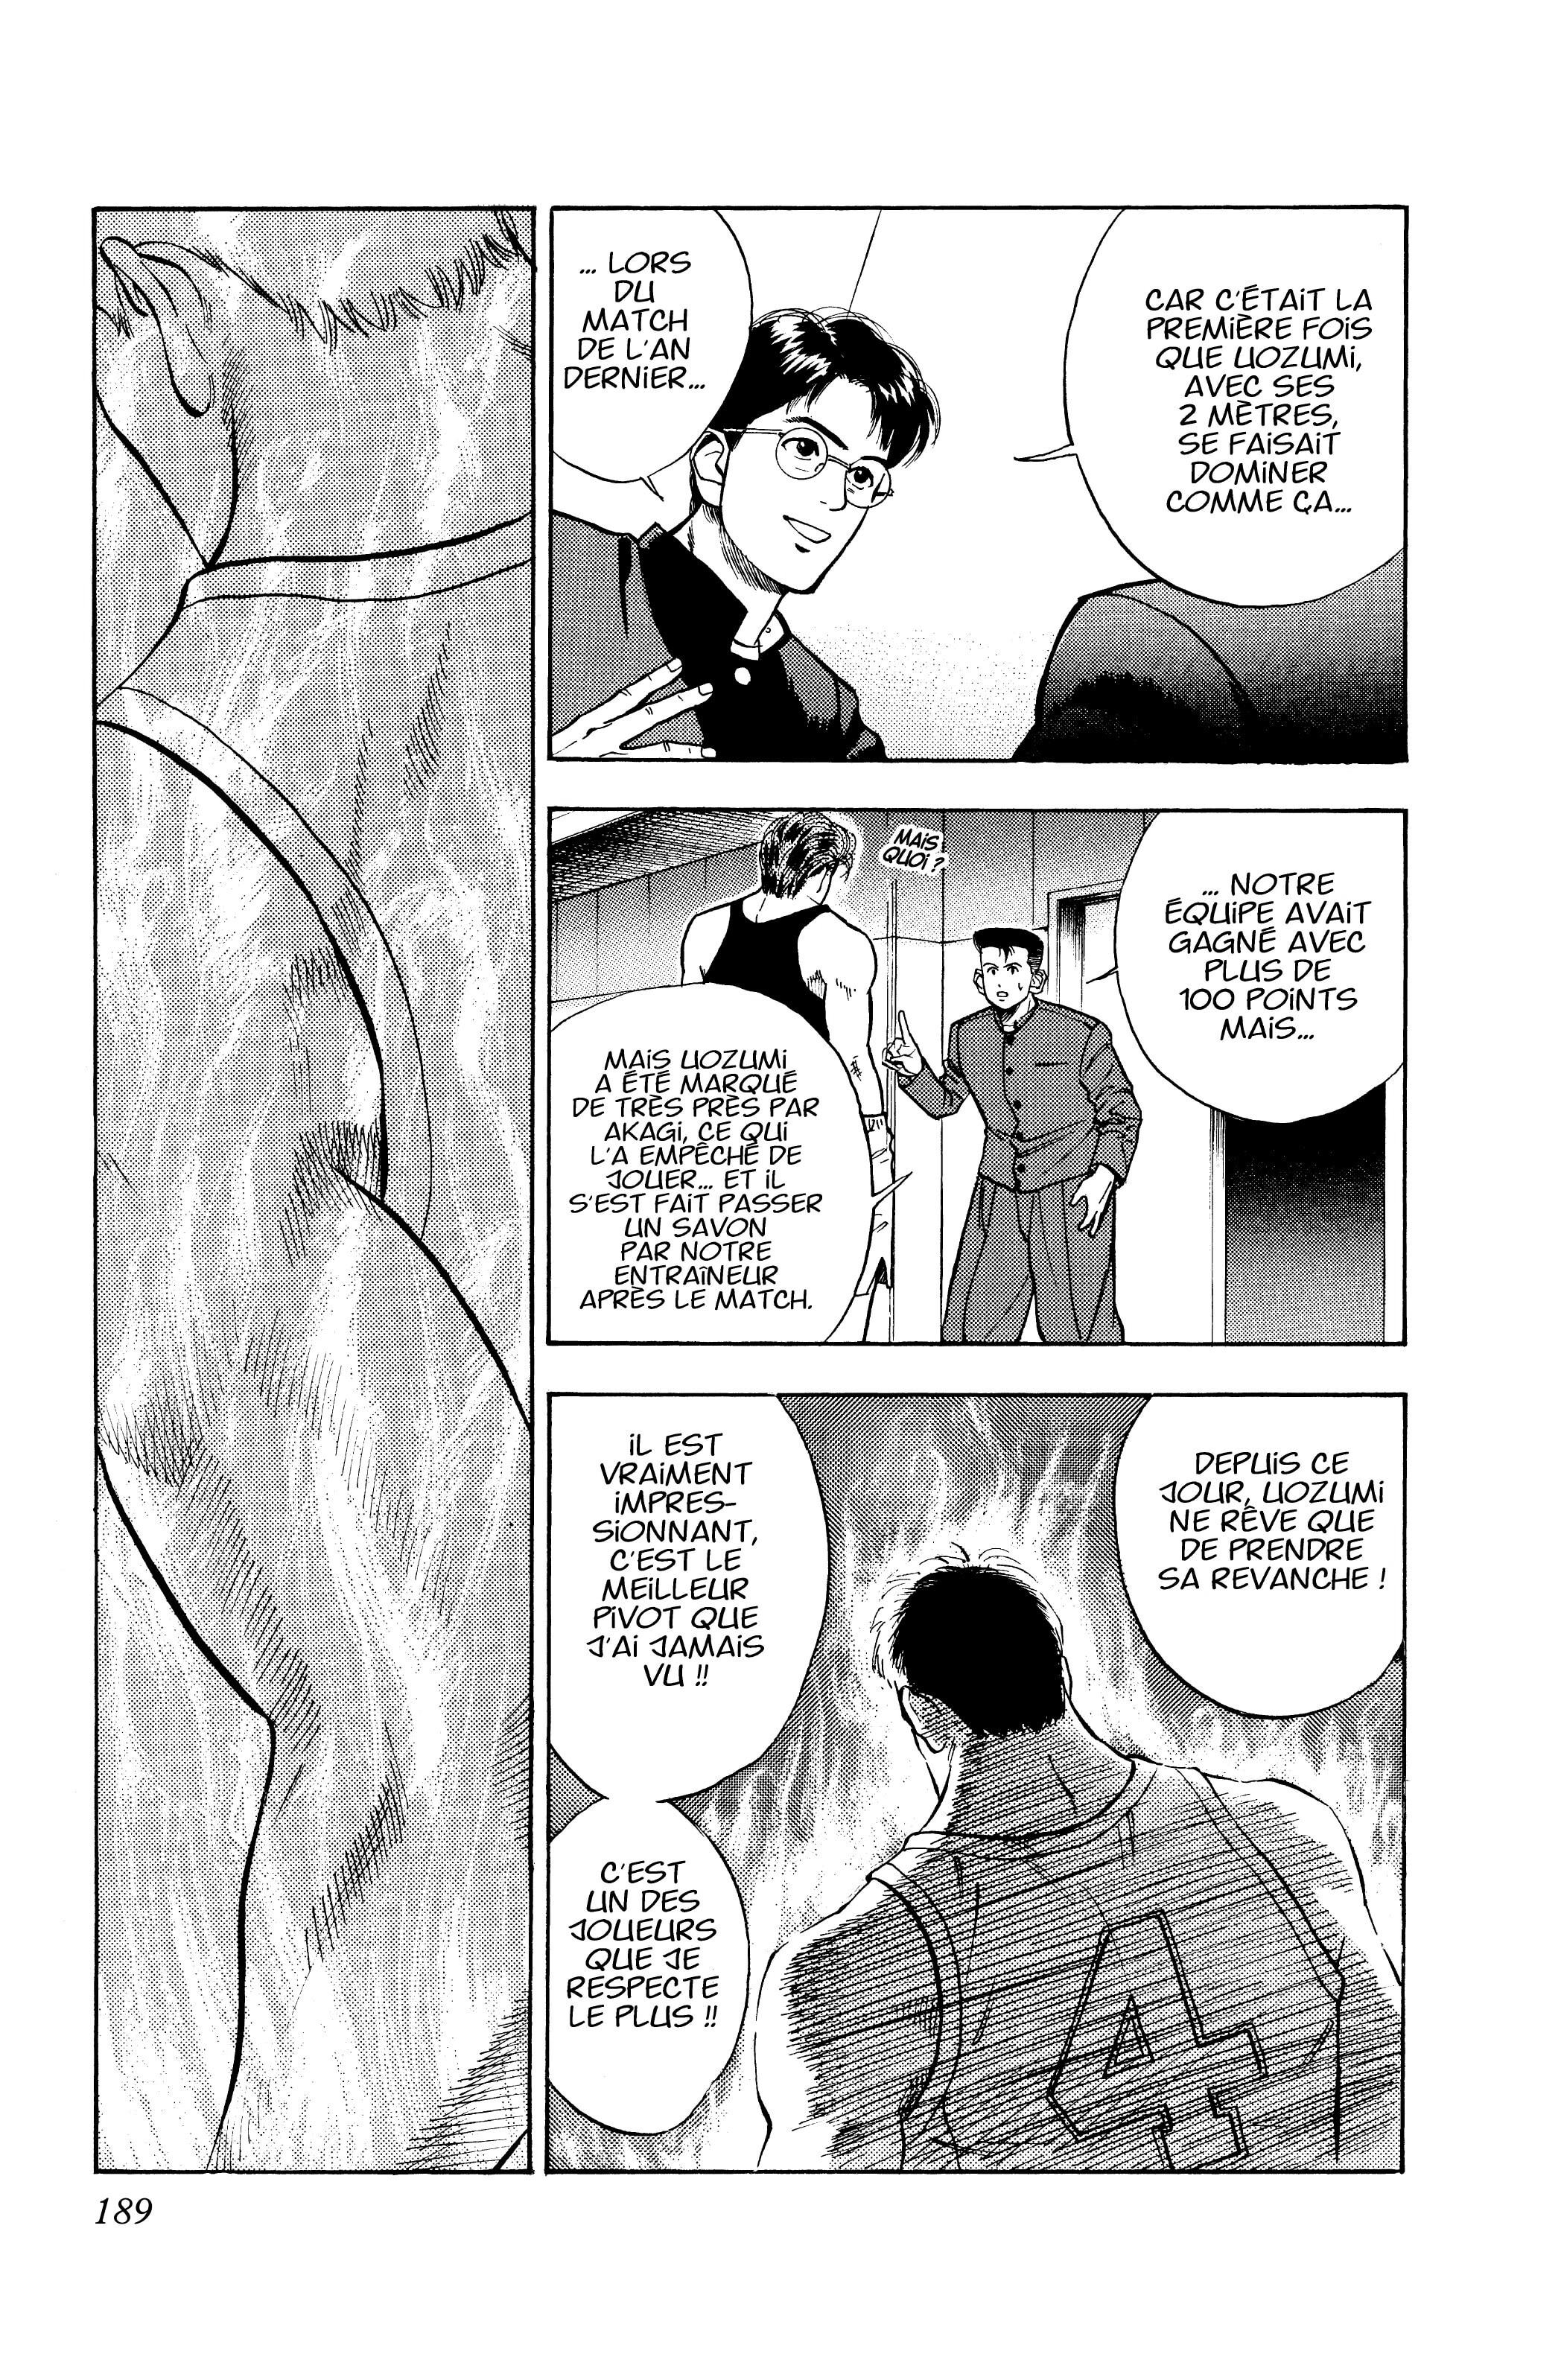 CAR C'ÉTAIT LA
PREMIÈRE FOIS
QUE UOZUMI,
AVEC SES
2 MÈTRES,
SE FAISAIT
DOMINER
COMME ÇA...
... LORS
DU
MATCH
DE L'AN
DERNIER...
... NOTRE
ÉQUIPE AVAIT
GAGNÉ AVEC
PLUS DE
100 POINTS
MAIS...
MAIS
QUOI ?
MAIS UOZUMI
A ÉTÉ MARQUÉ
DE TRÈS PRÈS PAR
AKAGI, CE QUI
L'A EMPÊCHÉ DE
JOUER... ET IL
S'EST FAIT PASSER
UN SAVON
PAR NOTRE
ENTRAÎNEUR
APRÈS LE MATCH.
DEPUIS CE
JOUR, UOZUMI
NE RÊVE QUE
DE PRENDRE
SA REVANCHE !
IL EST
VRAIMENT
IMPRES-
SIONNANT,
C'EST LE
MEILLEUR
PIVOT QUE
J'AI JAMAIS
VU !!
C'EST
UN DES
JOUEURS
QUE JE
RESPECTE
LE PLUS !!
4
189